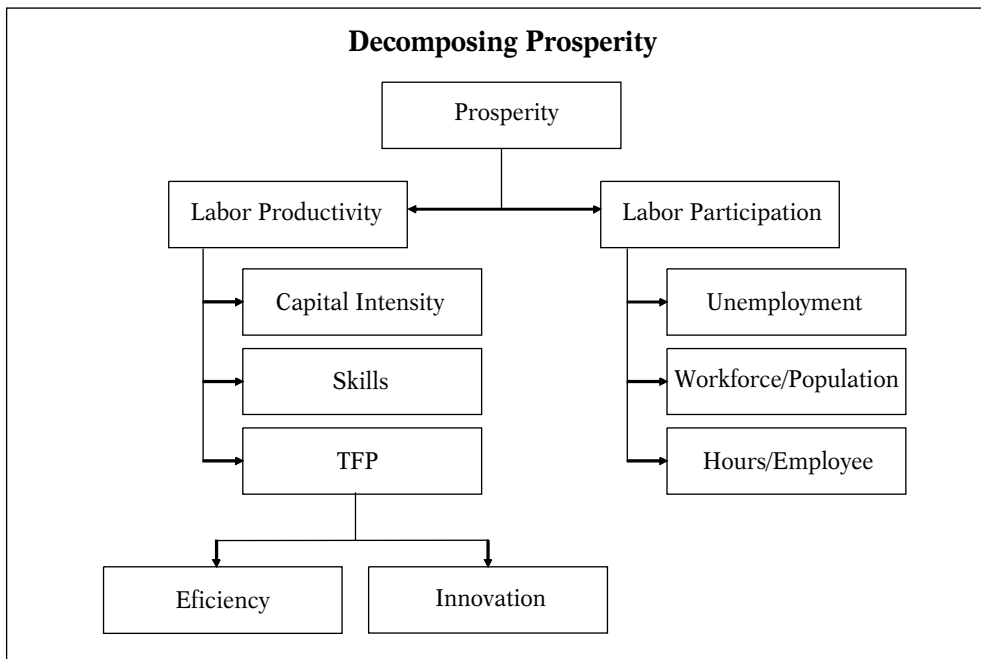 Decomposing Prosperity
Prosperity
Labor Productivity
Labor Participation
Capital Intensity
Unemployment
Skills
Workforce/Population
TFP
Hours/Employee
Eficiency
Innovation